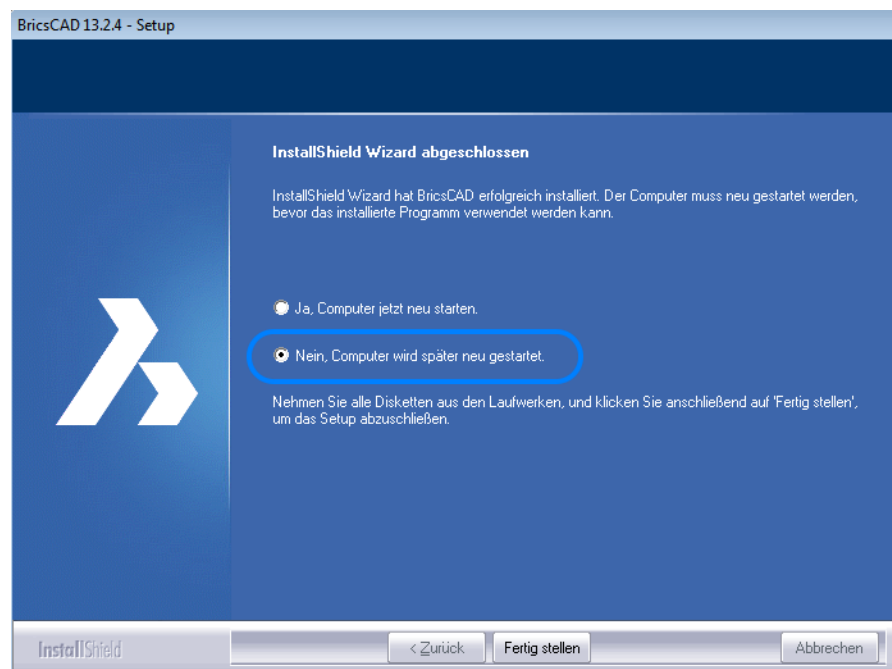 BricsCAD 13.2.4 - Setup
InstallShield Wizard abgeschlossen
InstallShield Wizard hat BricsCAD erfolgreich installiert. Der Computer muss neu gestartet werden,
bevor das installierte Programm verwendet werden kann.
Ja, Computer jetzt neu starten.
Nein, Computer wird später neu gestartet.
Nehmen Sie alle Disketten aus den Laufwerken, und klicken Sie anschließend auf 'Fertig stellen',
um das Setup abzuschließen.
InstallShield
< Zurück
Fertig stellen
Abbrechen